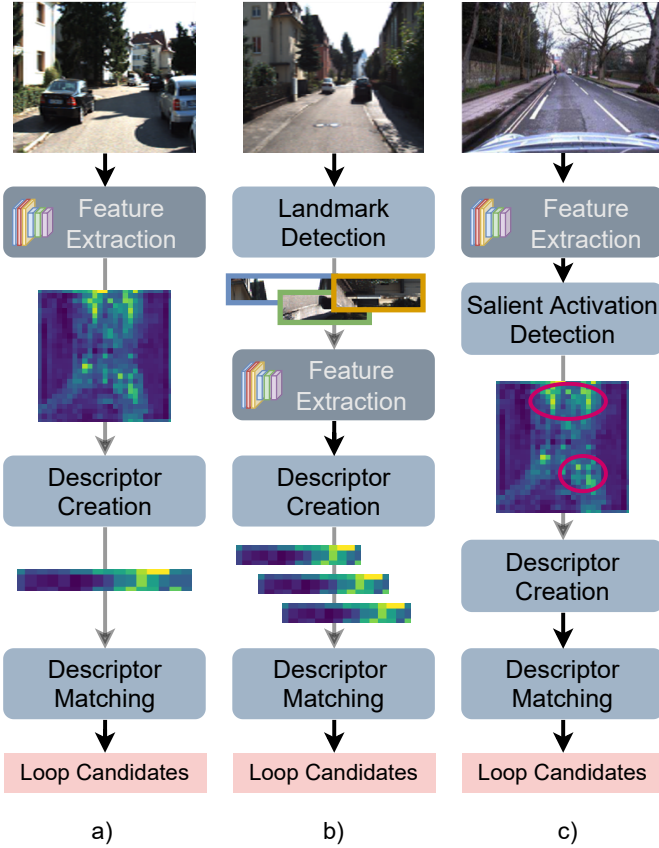 Feature
Extraction
Descriptor
Creation
Descriptor
Matching
Loop Candidates
a)
Landmark
Detection
Feature
Extraction
Descriptor
Creation
Descriptor
Matching
Loop Candidates
b)
Feature
Extraction
Salient Activation
Detection
Descriptor
Creation
Descriptor
Matching
Loop Candidates
c)